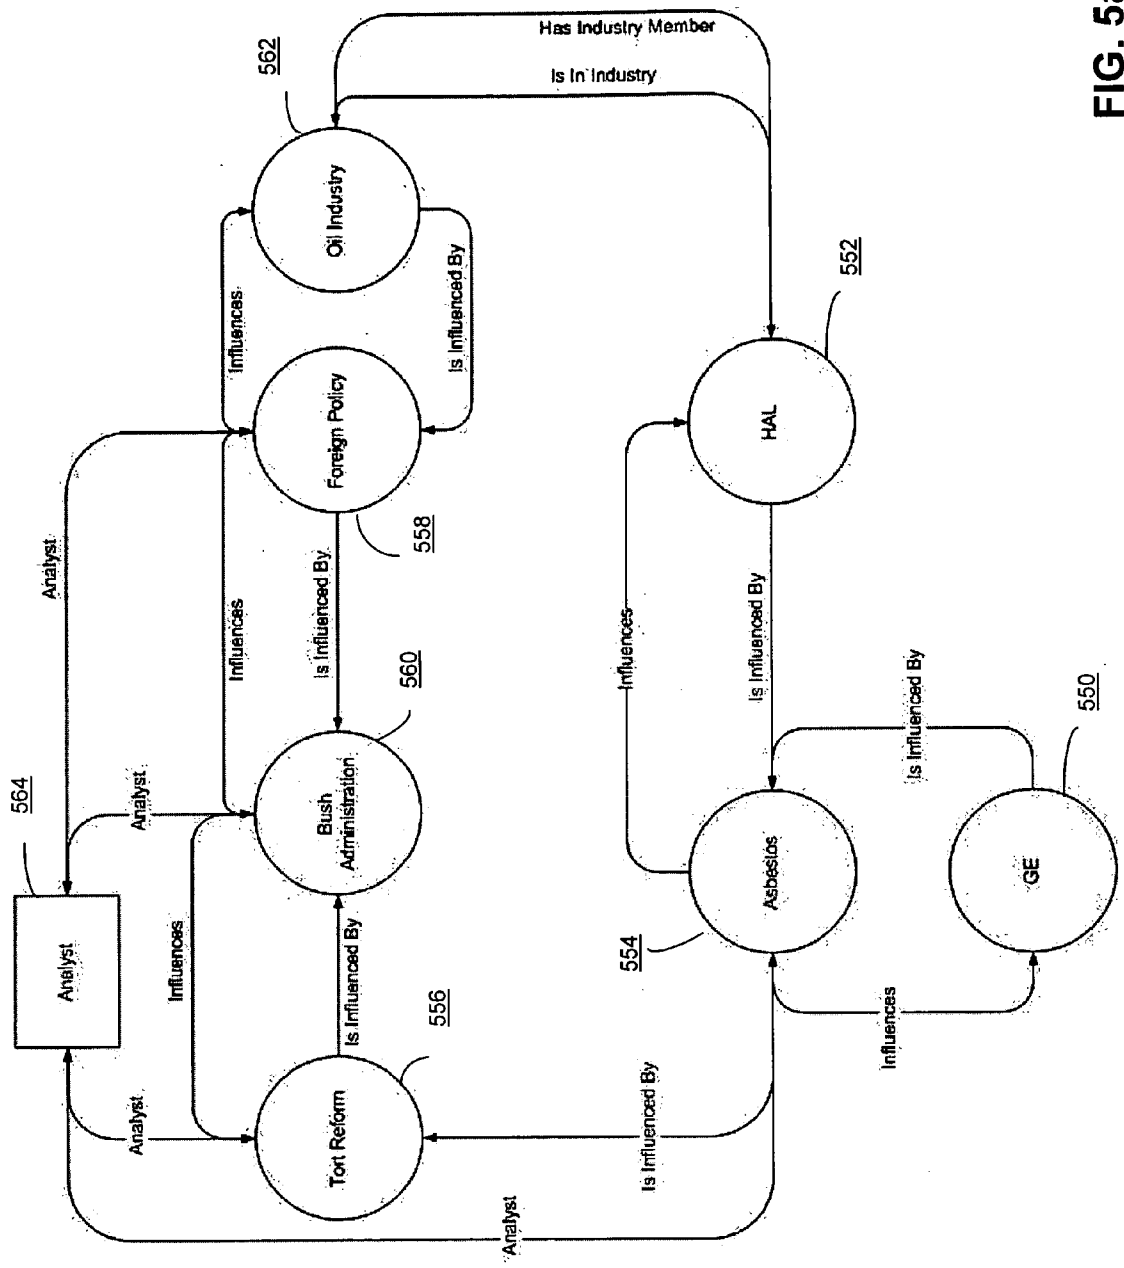 564
Analyst
Analyst
Analyst
Analyst
Influences
Influences
Influences
562
Is Influenced By
Tort Reform
Bush
Administration
Foreign Policy
Oil Industry
Is Influenced By
560
558
556
Is Influenced By
Analyst
Has Industry Member
Is In Industry
Influences
554
Is Influenced By
Is Influenced By
Asbestos
HAL
552
Influences
Is Influenced By
GE
550
FIG. 5a